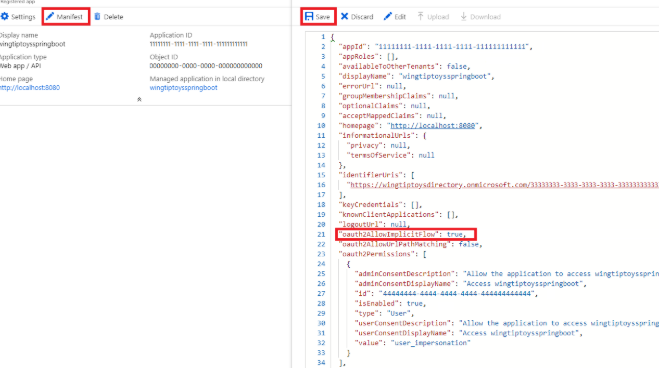 Registered app
Settings
Manifest
Delete
Display name
wingtiptoysspringboot
Application ID
11111111-1111-1111-1111-111111111111
Application type
Web app / API
Object ID
00000000-0000-0000-000000000000
Home page
http://localhost:8080
Managed application in local directory
wingtiptoysspringboot
Save
Discard
Edit
Upload
Download
1 {
2 "appId": "11111111-1111-1111-1111-111111111111",
3 "appRoles": [],
4 "availableToOtherTenants": false,
5 "displayName": "wingtiptoysspringboot",
6 "errorUrl": null,
7 "groupMembershipClaims": null,
8 "optionalClaims": null,
9 "acceptMappedClaims": null,
10 "homepage": "http://localhost:8080",
11 "informationalUrls": {
12 "privacy": null,
13 "termsOfService": null
14 },
15 "identifierUris": [
16 "https://wingtiptoysdirectory.onmicrosoft.com/33333333-3333-3333-3333-33333333333
17 ],
18 "keyCredentials": [],
19 "knownClientApplications": [],
20 "logoutUrl": null,
21 "oauth2AllowImplicitFlow": true,
22 "oauth2AllowUrlPathMatching": false,
23 "oauth2Permissions": [
24 {
25 "adminConsentDescription": "Allow the application to access wingtiptoysspring
26 "adminConsentDisplayName": "Access wingtiptoysspringboot",
27 "id": "44444444-4444-4444-4444-444444444444",
28 "isEnabled": true,
29 "type": "User",
30 "userConsentDescription": "Allow the application to access wingtiptoysspringb
31 "userConsentDisplayName": "Access wingtiptoysspringboot",
32 "value": "user_impersonation"
33 }
34 ],